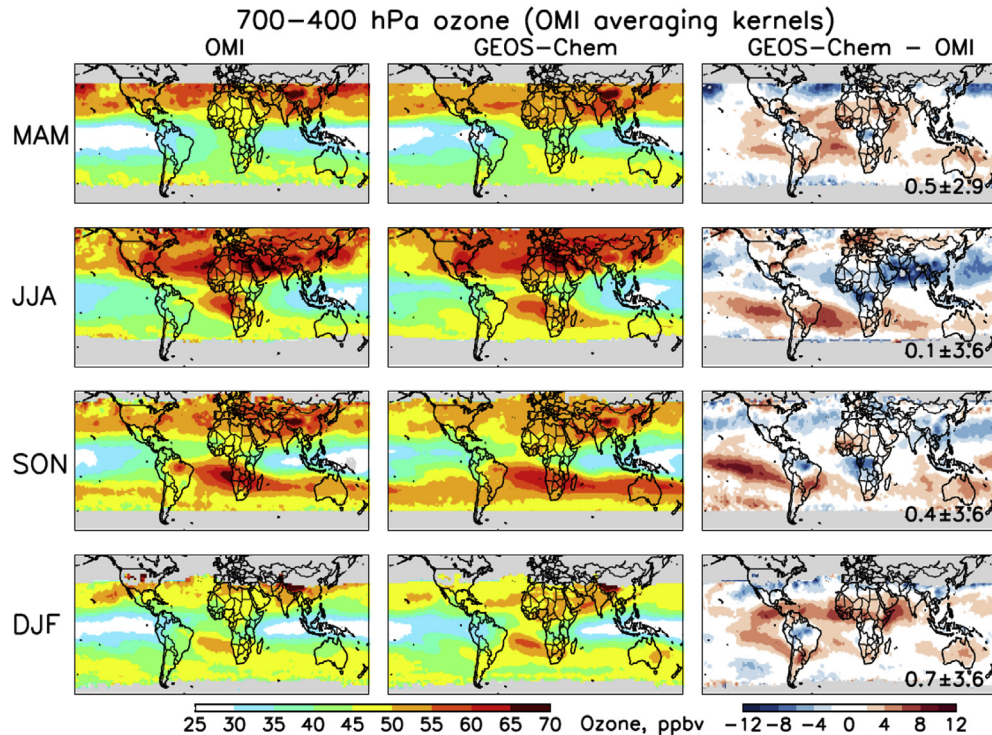 700−400 hPa ozone (OMI averaging kernels)
OMI GEOS−Chem GEOS−Chem − OMI
MAM
0.5±2.9
JJA
0.1±3.6
SON
0.4±3.6
DJF
0.7±3.6
25 30 35 40 45 50 55 60 65 70 Ozone, ppbv −12 −8 −4 0 4 8 12